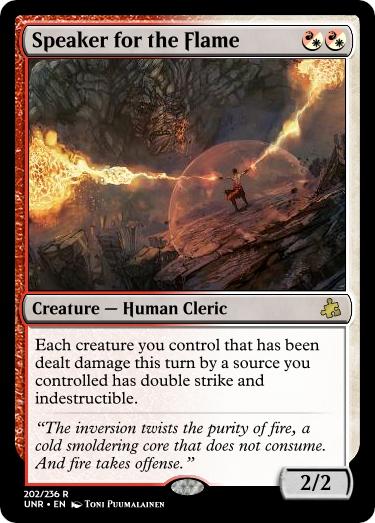 Speaker for the Flame
Creature — Human Cleric
Each creature you control that has been
dealt damage this turn by a source you
controlled has double strike and
indestructible.
“The inversion twists the purity of fire, a
cold smoldering core that does not consume.
And fire takes offense.”
2/2
202/236 R
UNR • EN Toni Puumalainen